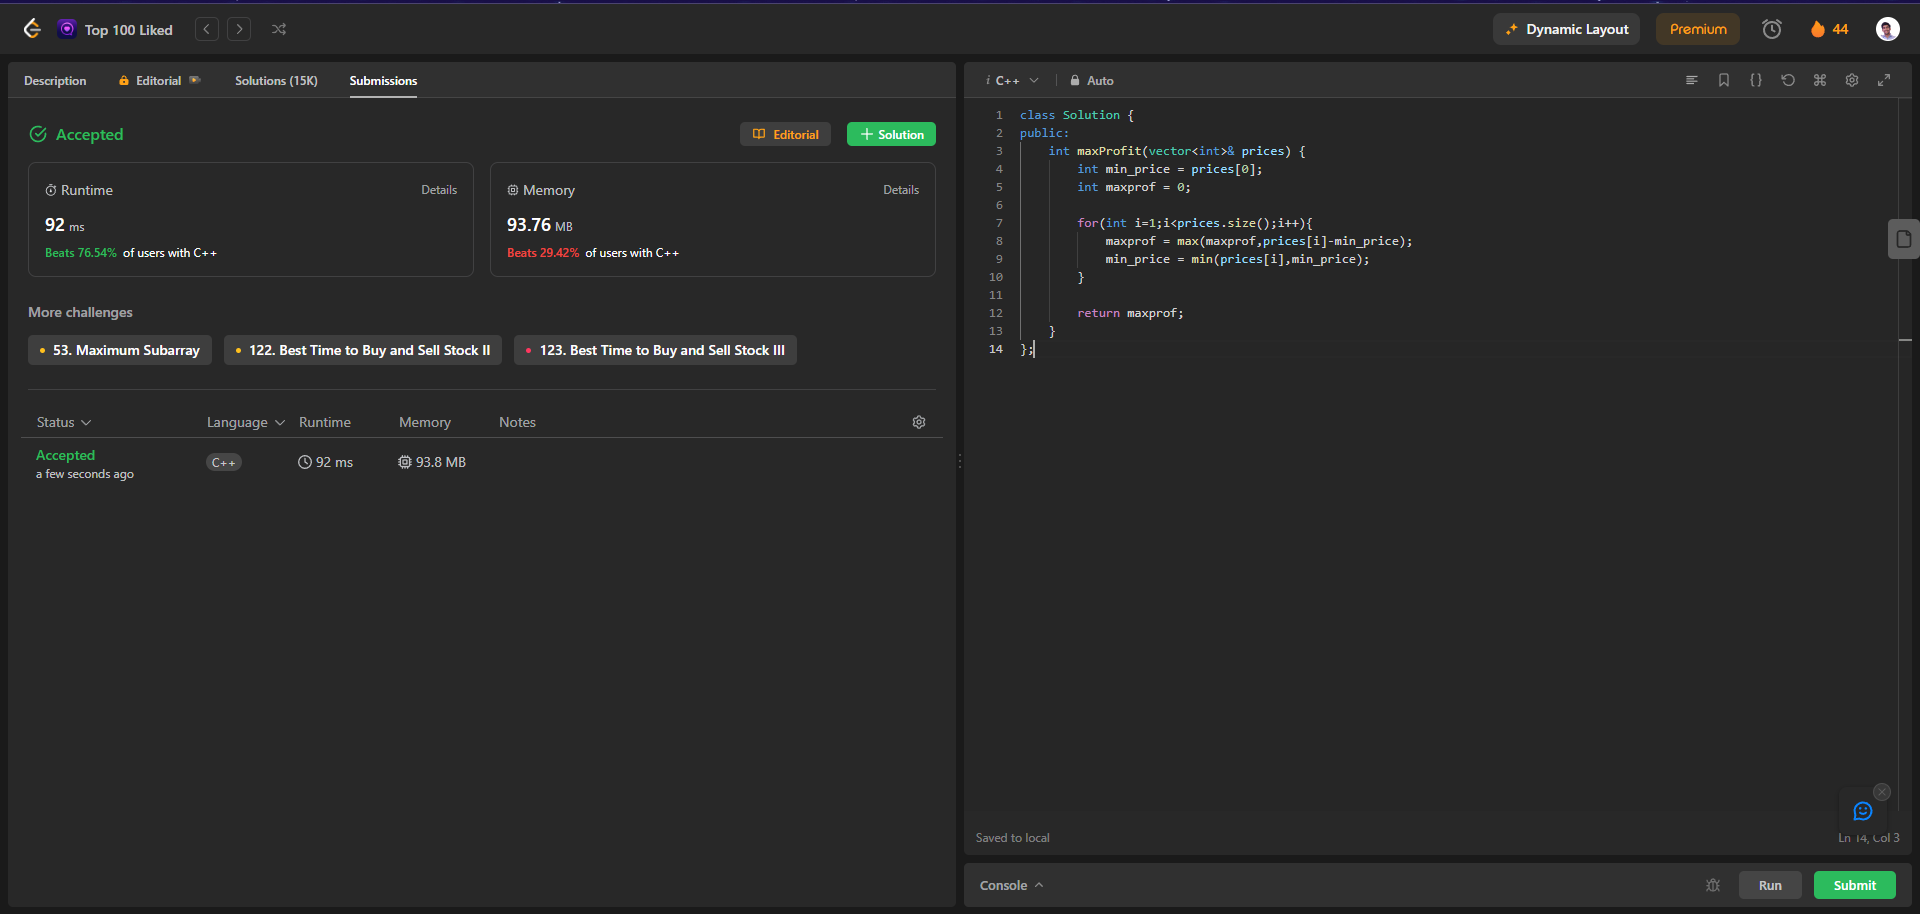 Top 100 Liked
Dynamic Layout
Premium
44
Description
Editorial
Solutions (15K)
Submissions
Accepted
Editorial
Solution
Runtime
Details
92 ms
Beats 76.54% of users with C++
Memory
Details
93.76 MB
Beats 29.42% of users with C++
More challenges
53. Maximum Subarray
122. Best Time to Buy and Sell Stock II
123. Best Time to Buy and Sell Stock III
Status Language Runtime Memory Notes
Accepted
a few seconds ago
C++
92 ms
93.8 MB
i C++
Auto
1 class Solution {
2 public:
3 int maxProfit(vector<int>& prices) {
4 int min_price = prices[0];
5 int maxprof = 0;
6
7 for(int i=1;i<prices.size();i++){
8 maxprof = max(maxprof,prices[i]-min_price);
9 min_price = min(prices[i],min_price);
10 }
11
12 return maxprof;
13 }
14 };
Saved to local
Ln 14, Col 3
Console
Run
Submit